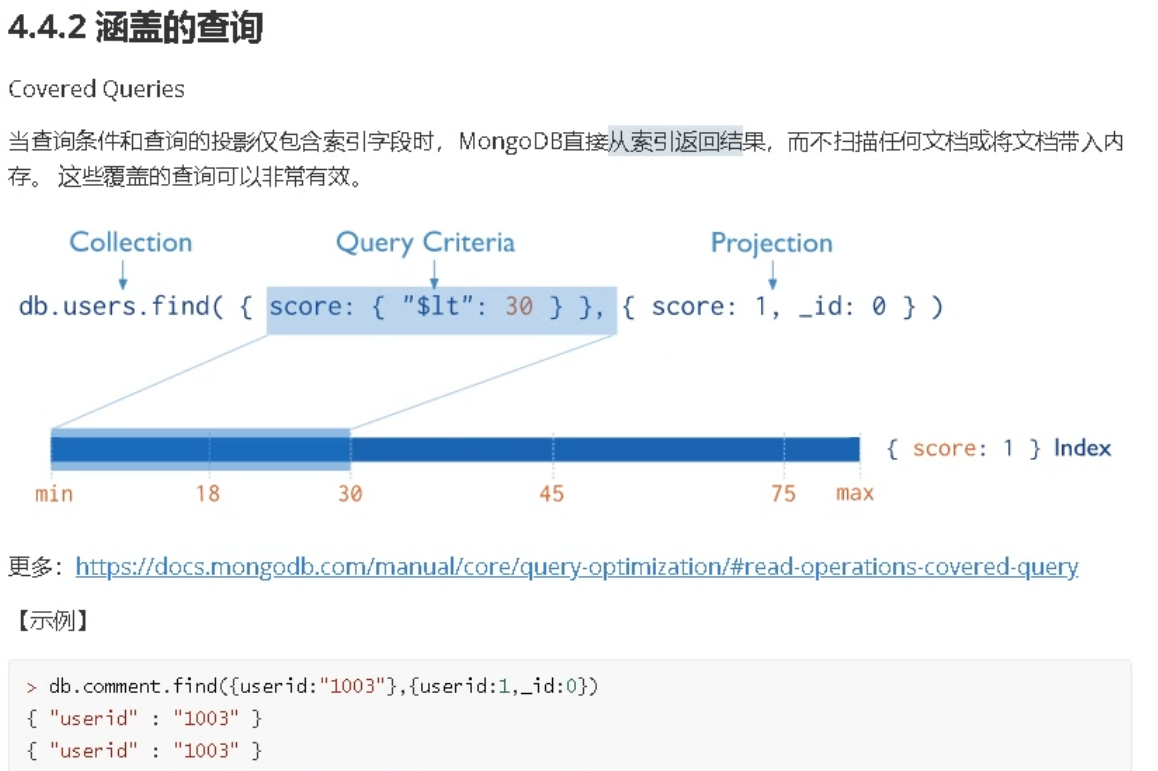 4.4.2 涵盖的查询
Covered Queries
当查询条件和查询的投影仅包含索引字段时，MongoDB直接从索引返回结果，而不扫描任何文档或将文档带入内
存。 这些覆盖的查询可以非常有效。
Collection Query Criteria Projection
db.users.find( { score: { "$lt": 30 } }, { score: 1, _id: 0 } )
{ score: 1 } Index
min 18 30 45 75 max
更多：https://docs.mongodb.com/manual/core/query-optimization/#read-operations-covered-query
【示例】
> db.comment.find({userid:"1003"},{userid:1,_id:0})
{ "userid" : "1003" }
{ "userid" : "1003" }